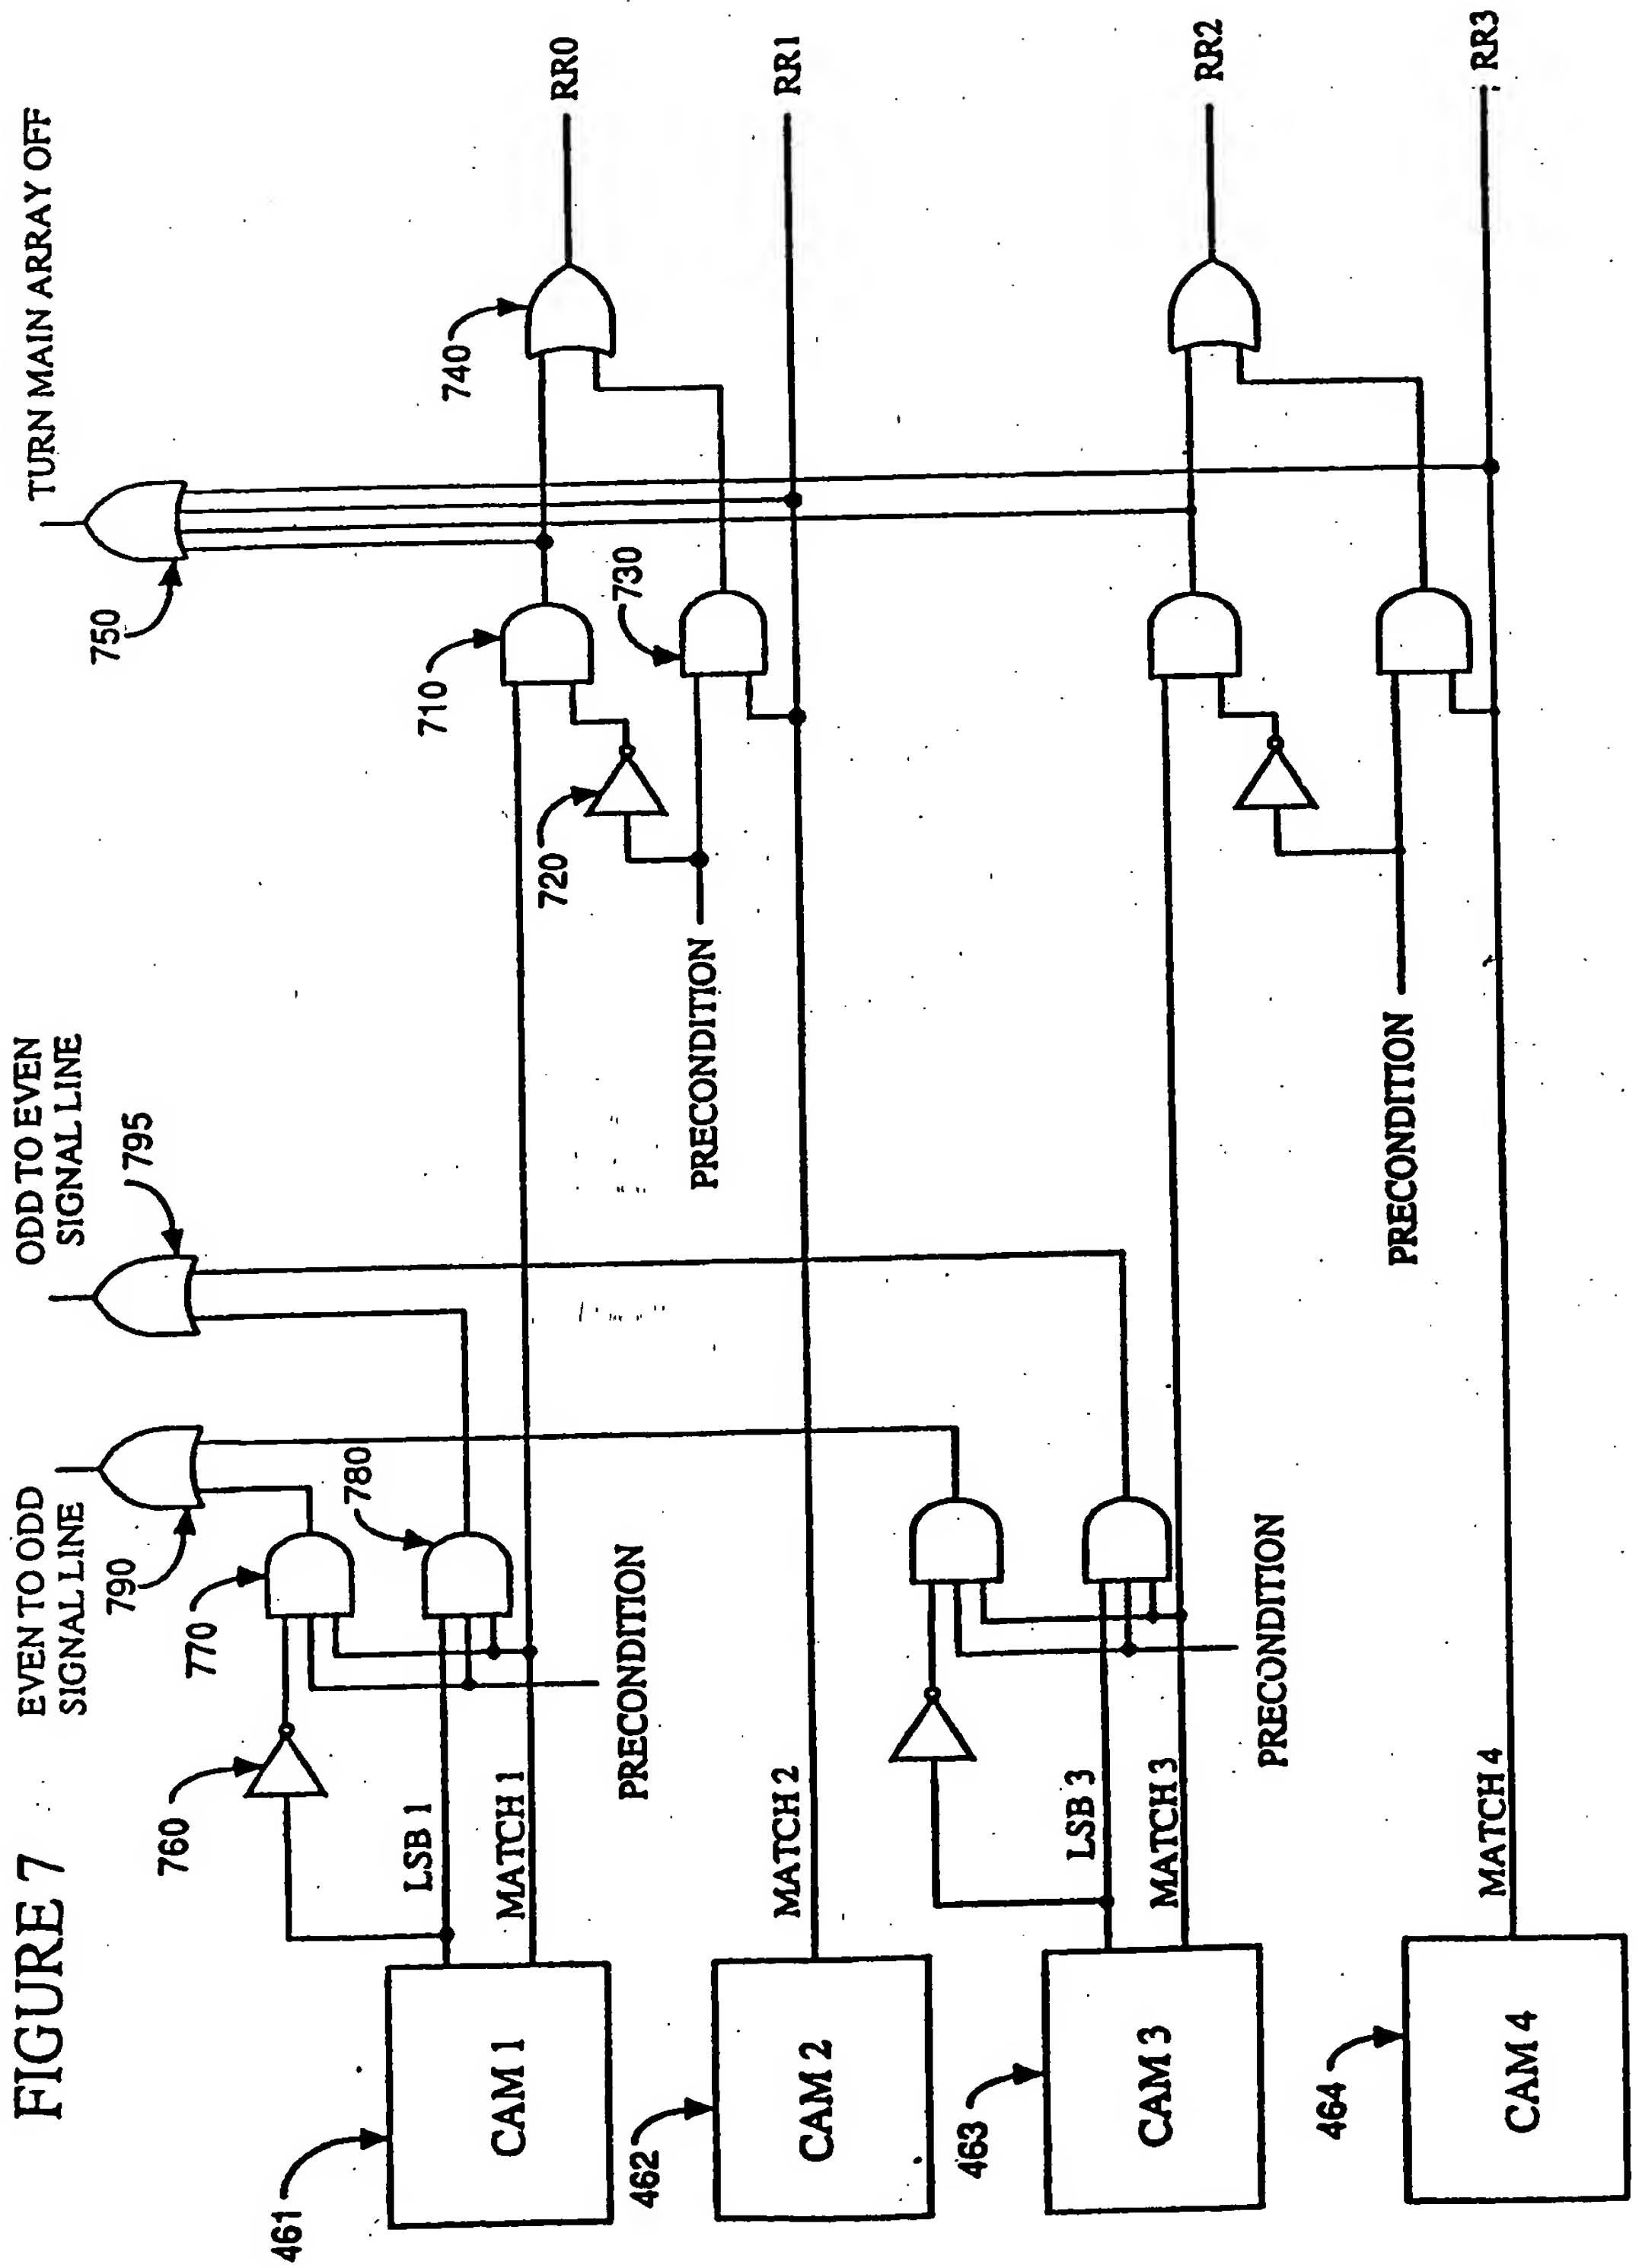 FIGURE 7
EVEN TO ODD
SIGNAL LINE
ODD TO EVEN
SIGNAL LINE
TURN MAIN ARRAY OFF
790
795
750
760
770
780
710
720
730
740
461
CAM 1
LSB 1
MATCH 1
PRECONDITION
PRECONDITION
RR0
462
CAM 2
MATCH 2
RR1
463
CAM 3
LSB 3
MATCH 3
PRECONDITION
PRECONDITION
RR2
464
CAM 4
MATCH 4
RR3